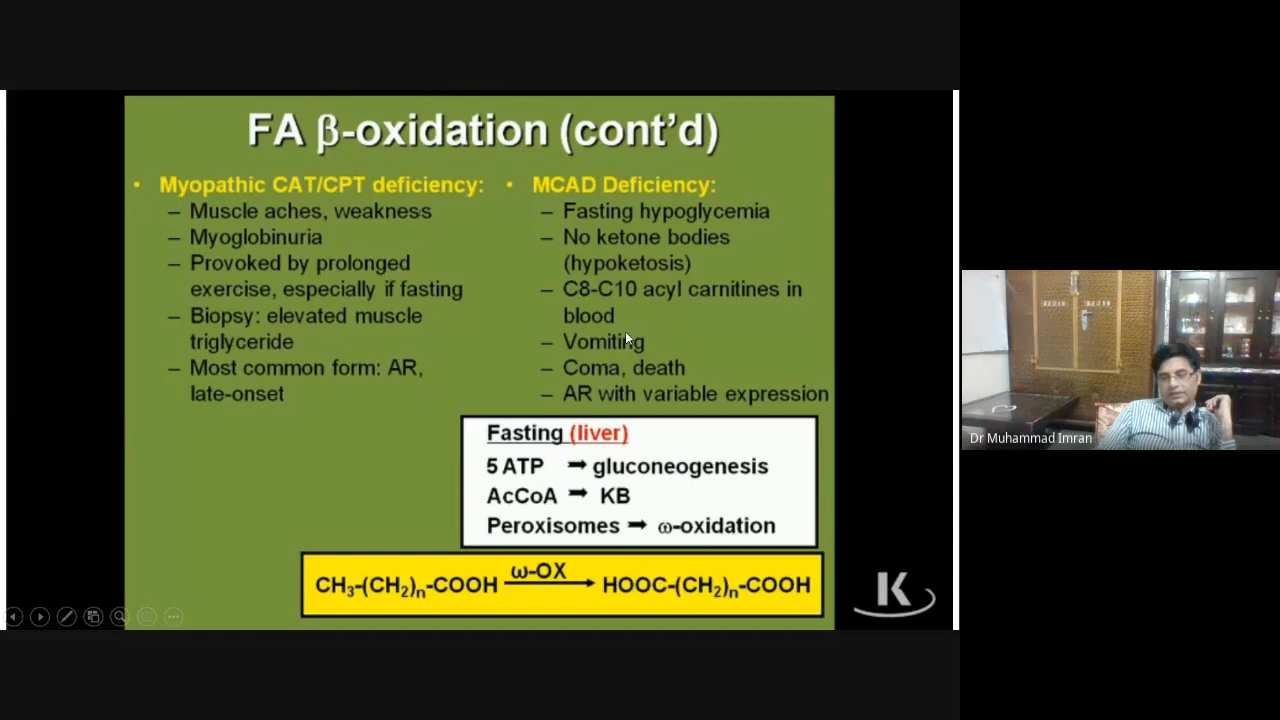 FA β-oxidation (cont'd)
• Myopathic CAT/CPT deficiency:
– Muscle aches, weakness
– Myoglobinuria
– Provoked by prolonged
exercise, especially if fasting
– Biopsy: elevated muscle
triglyceride
– Most common form: AR,
late-onset
• MCAD Deficiency:
– Fasting hypoglycemia
– No ketone bodies
(hypoketosis)
– C8-C10 acyl carnitines in
blood
– Vomiting
– Coma, death
– AR with variable expression
Fasting (liver)
5 ATP ➡ gluconeogenesis
AcCoA ➡ KB
Peroxisomes ➡ ω-oxidation
CH₃-(CH₂)ₙ-COOH ω-OX → HOOC-(CH₂)ₙ-COOH
K
Dr Muhammad Imran